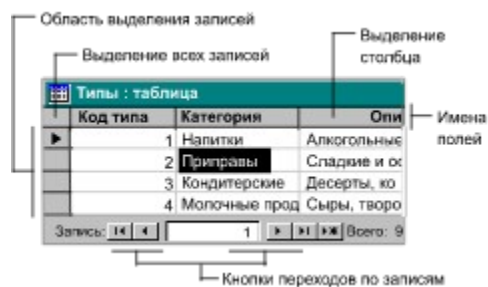 Область выделения записей
Выделение всех записей
Выделение
столбца
Типы : таблица
Код типа Категория Опи
Имена
полей
1 Напитки Алкогольные
2 Приправы Сладкие и ос
3 Кондитерские Десерты, ко
4 Молочные прод Сыры, творо
Запись: 1 Всего: 9
Кнопки переходов по записям